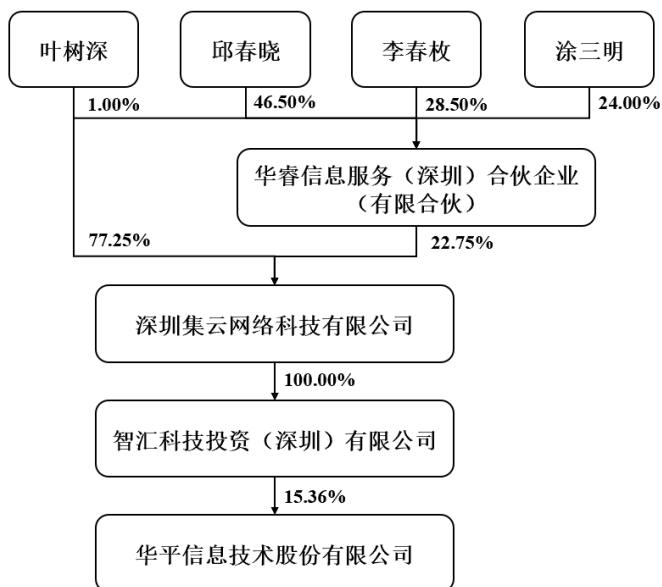 叶树深
邱春晓
李春枚
涂三明
1.00%
46.50%
28.50%
24.00%
华睿信息服务（深圳）合伙企业
（有限合伙）
77.25%
22.75%
深圳集云网络科技有限公司
100.00%
智汇科技投资（深圳）有限公司
15.36%
华平信息技术股份有限公司